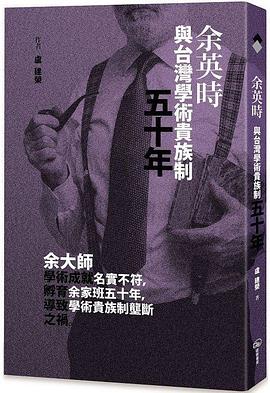 余英時
與台灣學術貴族制
五十年
作者 盧建榮
余大師
學術成就名實不符，
孵育余家班五十年，
導致學術貴族制壟斷
之禍。
余英時
與台灣學術貴族制
五十年
盧建榮 著